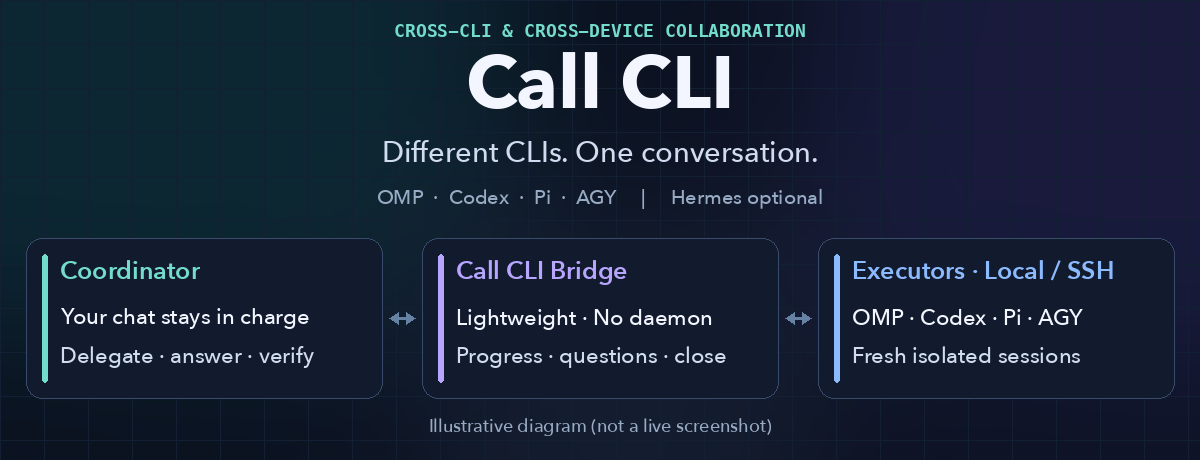 CROSS–CLI & CROSS–DEVICE COLLABORATION
Call CLI
Different CLIs. One conversation.
OMP · Codex · Pi · AGY | Hermes optional
Coordinator
Your chat stays in charge
Delegate · answer · verify
Call CLI Bridge
Lightweight · No daemon
Progress · questions · close
Executors · Local / SSH
OMP · Codex · Pi · AGY
Fresh isolated sessions
Illustrative diagram (not a live screenshot)